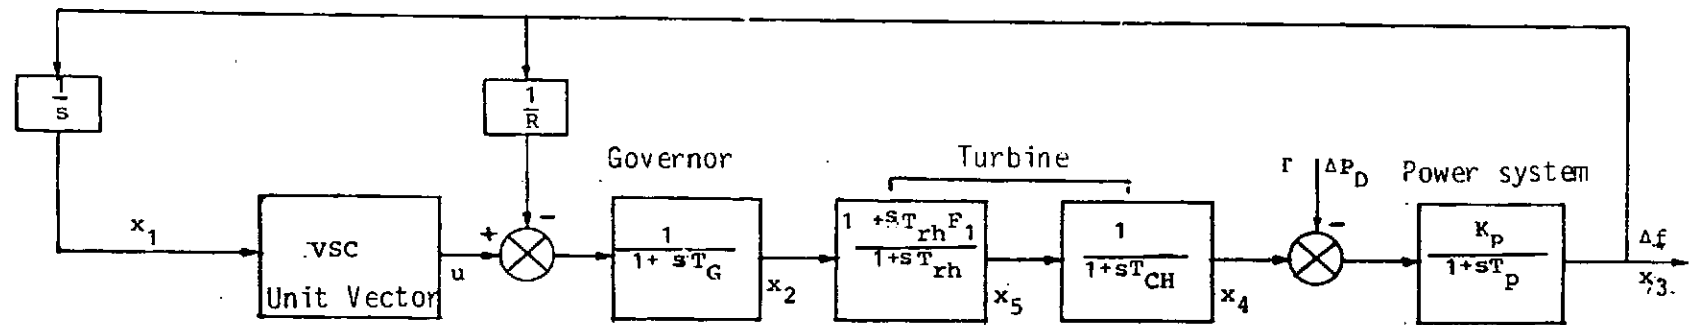 1
s
1
R
Governor
Turbine
Γ ΔP_D
Power system
x_1
VSC
Unit Vector
+
u
-
1
1+ sT_G
x_2
1 +sT_rh F_1
1+sT_rh
x_5
1
1+sT_CH
x_4
-
K_p
1+sT_p
Δf
x_3